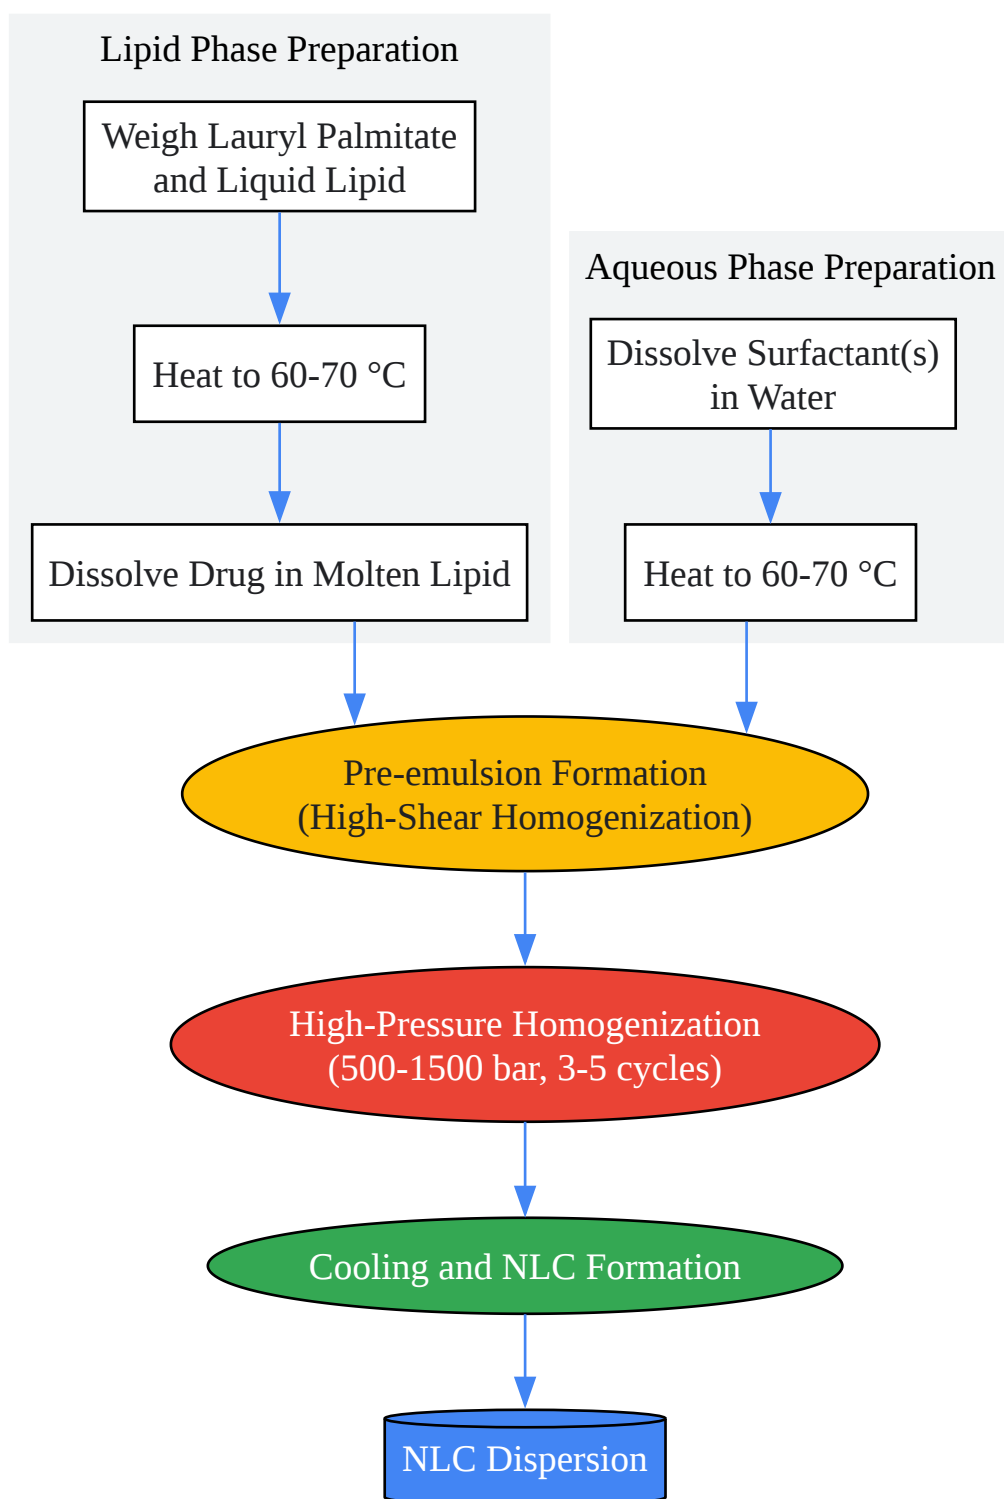 Lipid Phase Preparation
Weigh Lauryl Palmitate
and Liquid Lipid
Heat to 60-70 °C
Dissolve Drug in Molten Lipid
Aqueous Phase Preparation
Dissolve Surfactant(s)
in Water
Heat to 60-70 °C
Pre-emulsion Formation
(High-Shear Homogenization)
High-Pressure Homogenization
(500-1500 bar, 3-5 cycles)
Cooling and NLC Formation
NLC Dispersion